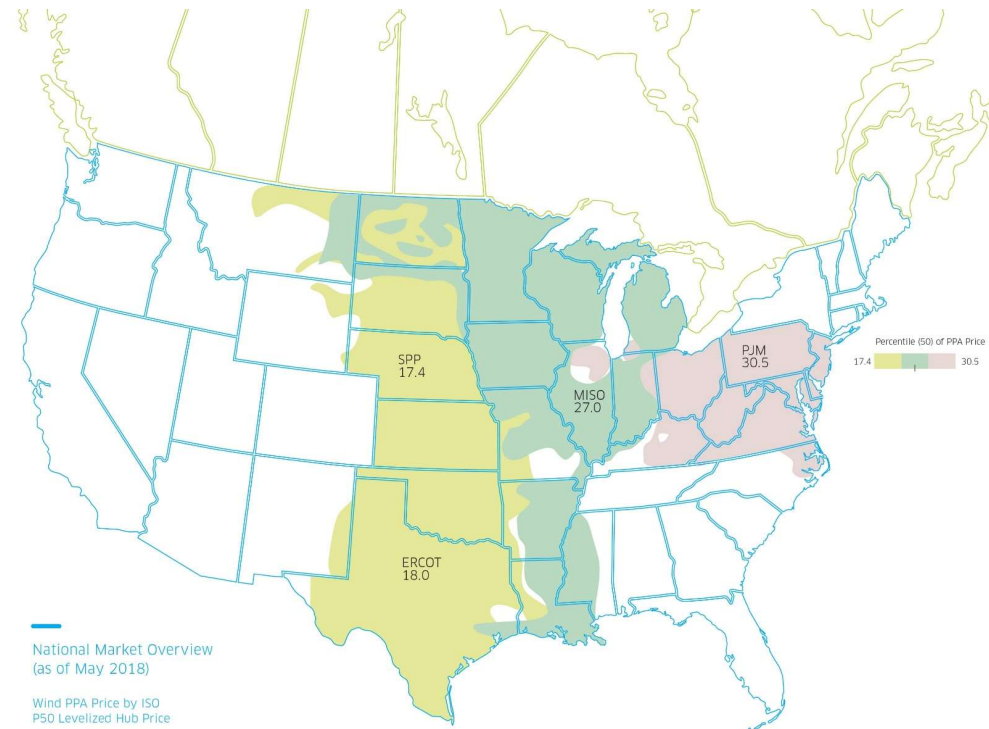 SPP
17.4
MISO
27.0
PJM
30.5
ERCOT
18.0
Percentile (50) of PPA Price
17.4 30.5
National Market Overview
(as of May 2018)
Wind PPA Price by ISO
P50 Levelized Hub Price